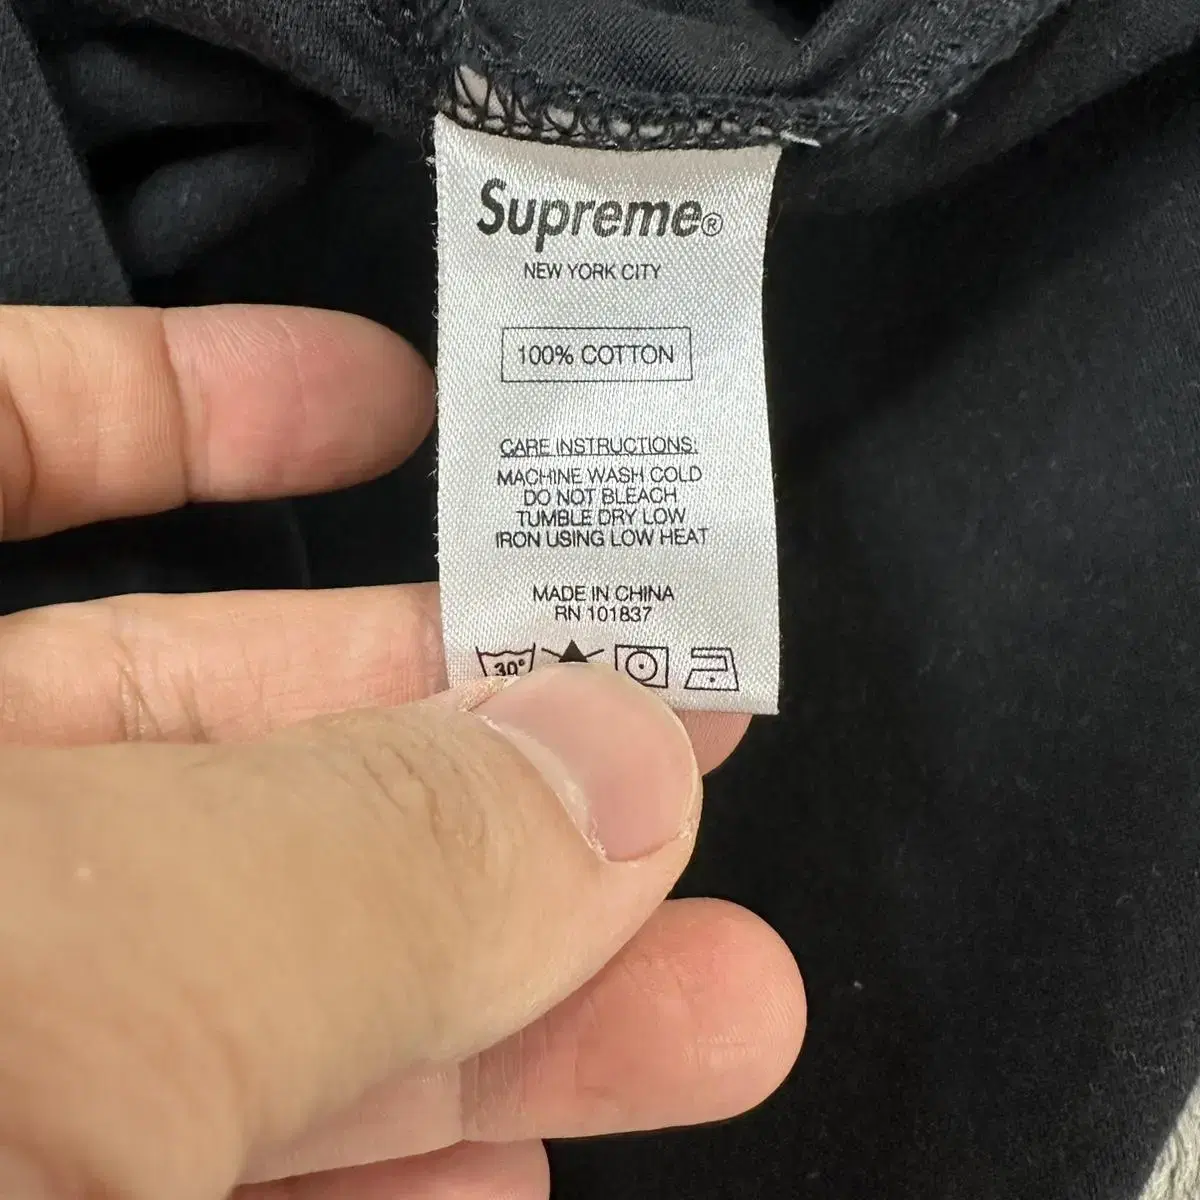 Supreme®
NEW YORK CITY
100% COTTON
CARE INSTRUCTIONS.
MACHINE WASH COLD
DO NOT BLEACH
TUMBLE DRY LOW
IRON USING LOW HEAT
MADE IN CHINA
RN 101837
30°